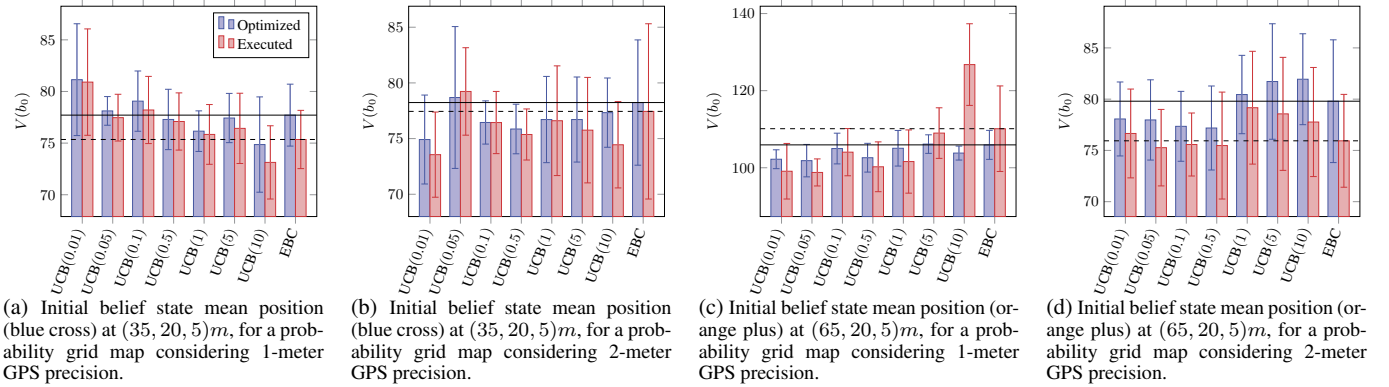 85
80
75
70
V(b₀)
Optimized
Executed
UCB(0.01)
UCB(0.05)
UCB(0.1)
UCB(0.5)
UCB(1)
UCB(5)
UCB(10)
EBC
(a) Initial belief state mean position
(blue cross) at (35, 20, 5)m, for a prob-
ability grid map considering 1-meter
GPS precision.
85
80
75
70
V(b₀)
UCB(0.01)
UCB(0.05)
UCB(0.1)
UCB(0.5)
UCB(1)
UCB(5)
UCB(10)
EBC
(b) Initial belief state mean position
(blue cross) at (35, 20, 5)m, for a prob-
ability grid map considering 2-meter
GPS precision.
140
120
100
V(b₀)
UCB(0.01)
UCB(0.05)
UCB(0.1)
UCB(0.5)
UCB(1)
UCB(5)
UCB(10)
EBC
(c) Initial belief state mean position (or-
ange plus) at (65, 20, 5)m, for a prob-
ability grid map considering 1-meter
GPS precision.
85
80
75
70
V(b₀)
UCB(0.01)
UCB(0.05)
UCB(0.1)
UCB(0.5)
UCB(1)
UCB(5)
UCB(10)
EBC
(d) Initial belief state mean position (or-
ange plus) at (65, 20, 5)m, for a prob-
ability grid map considering 2-meter
GPS precision.